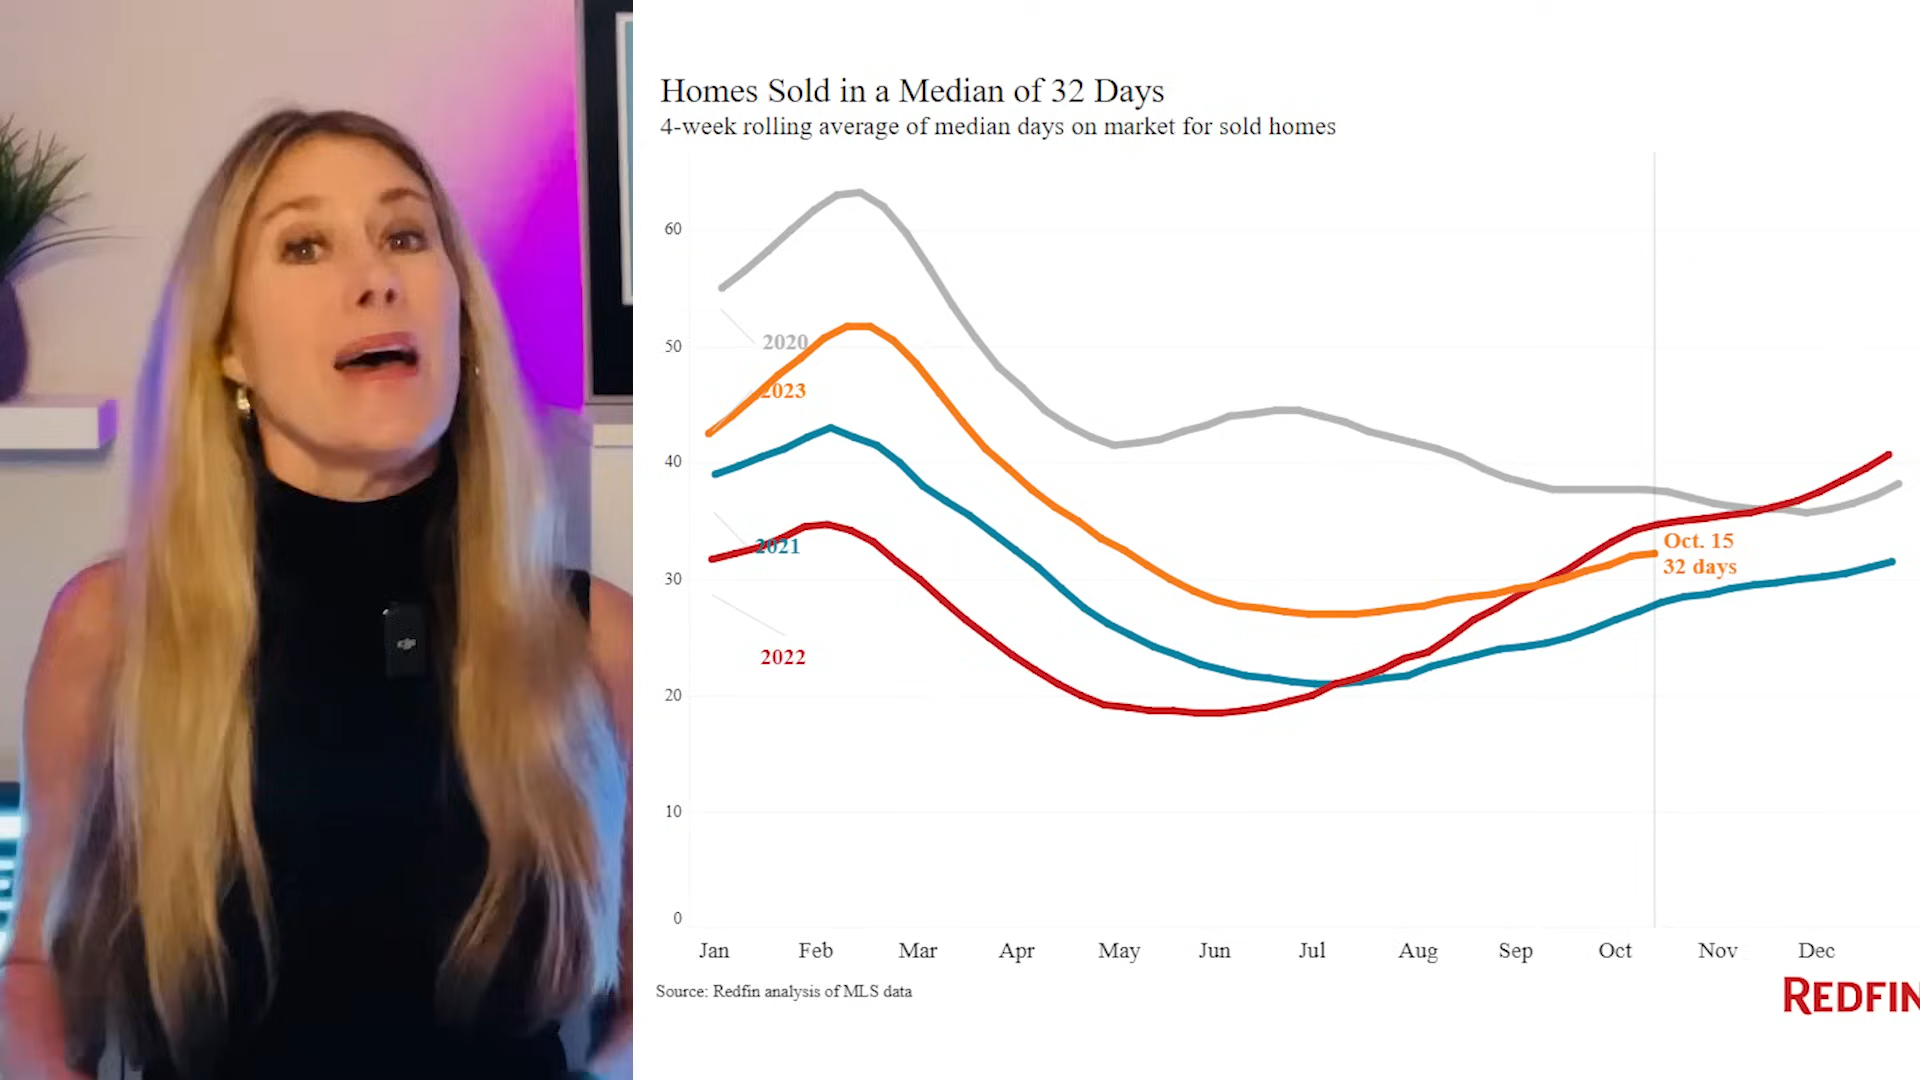 Homes Sold in a Median of 32 Days
4-week rolling average of median days on market for sold homes
60
50
40
30
20
10
0
2020
2023
2021
2022
Oct. 15
32 days
Jan Feb Mar Apr May Jun Jul Aug Sep Oct Nov Dec
Source: Redfin analysis of MLS data
REDFIN
dji